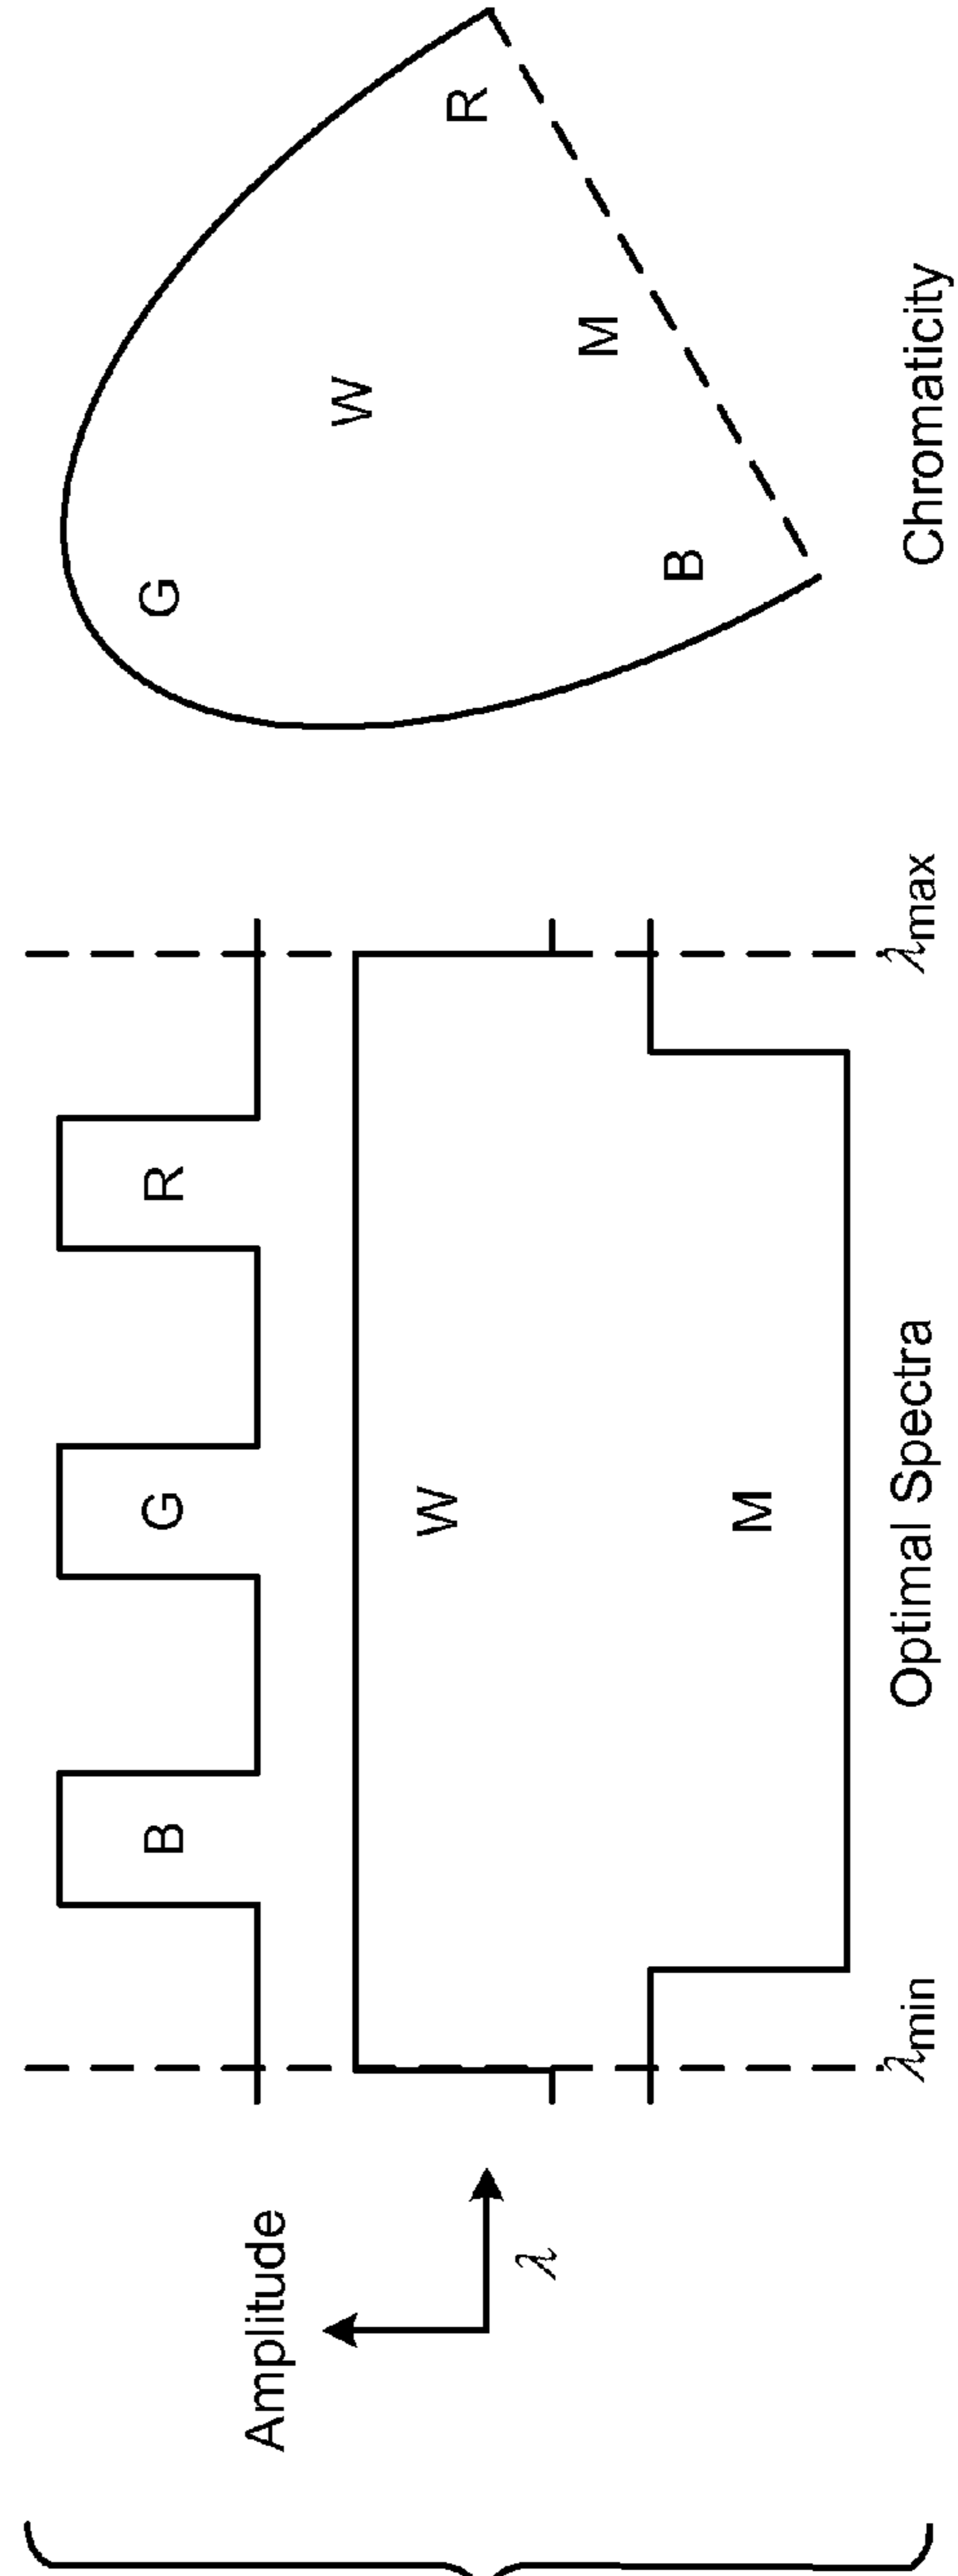 Amplitude
λ
B G R
W
M
λmin λmax
Optimal Spectra
G
W
R
M
B
Chromaticity